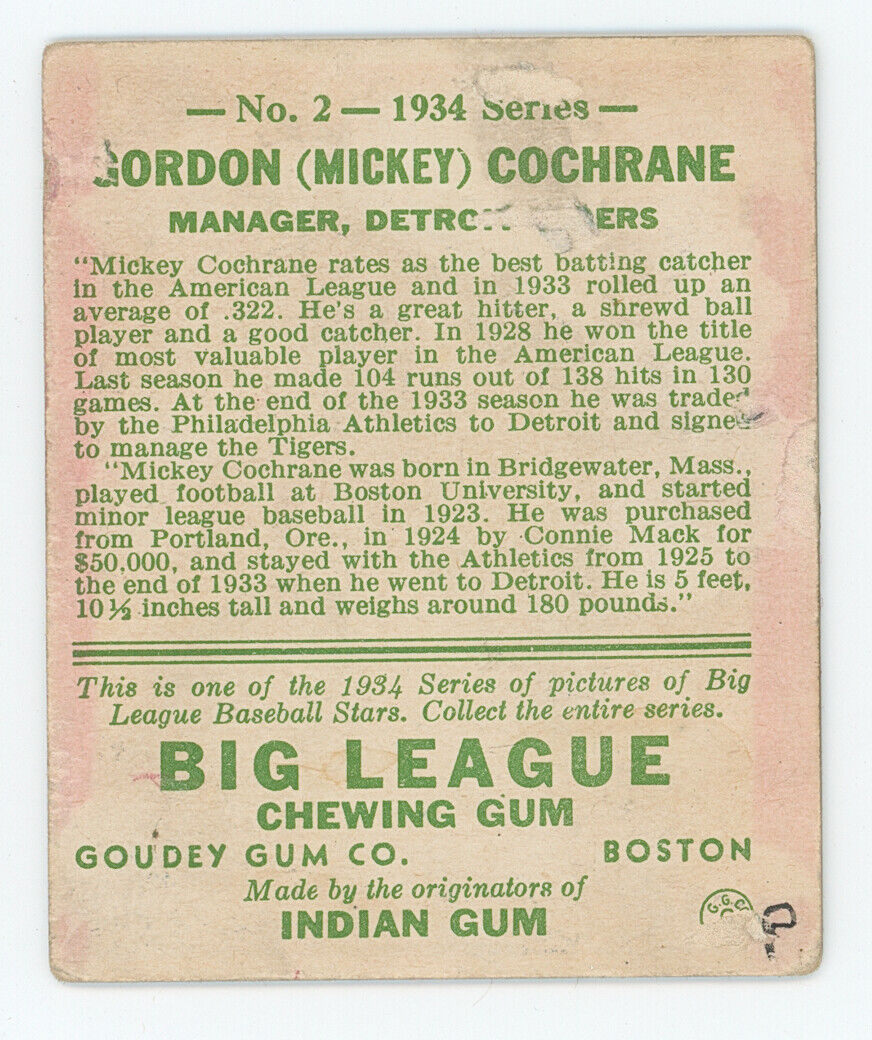 — No. 2 — 1934 Series —
GORDON (MICKEY) COCHRANE
MANAGER,
"Mickey Cochrane rates as the best batting catcher
in the American League and in 1933 rolled up an
average of .322. He's a great hitter, a shrewd ball
player and a good catcher. In 1928 he won the title
of most valuable player in the American League.
Last season he made 104 runs out of 138 hits in 130
games. At the end of the 1933 season he was traded
by the Philadelphia Athletics to Detroit and signed
to manage the Tigers.
"Mickey Cochrane was born in Bridgewater, Mass.,
played football at Boston University, and started
minor league baseball in 1923. He was purchased
from Portland, Ore., in 1924 by Connie Mack for
$50,000, and stayed with the Athletics from 1925 to
the end of 1933 when he went to Detroit. He is 5 feet,
10½ inches tall and weighs around 180 pounds."
This is one of the 1934 Series of pictures of Big
League Baseball Stars. Collect the entire series.
BIG LEAGUE
CHEWING GUM
GOUDEY GUM CO. BOSTON
Made by the originators of
INDIAN GUM